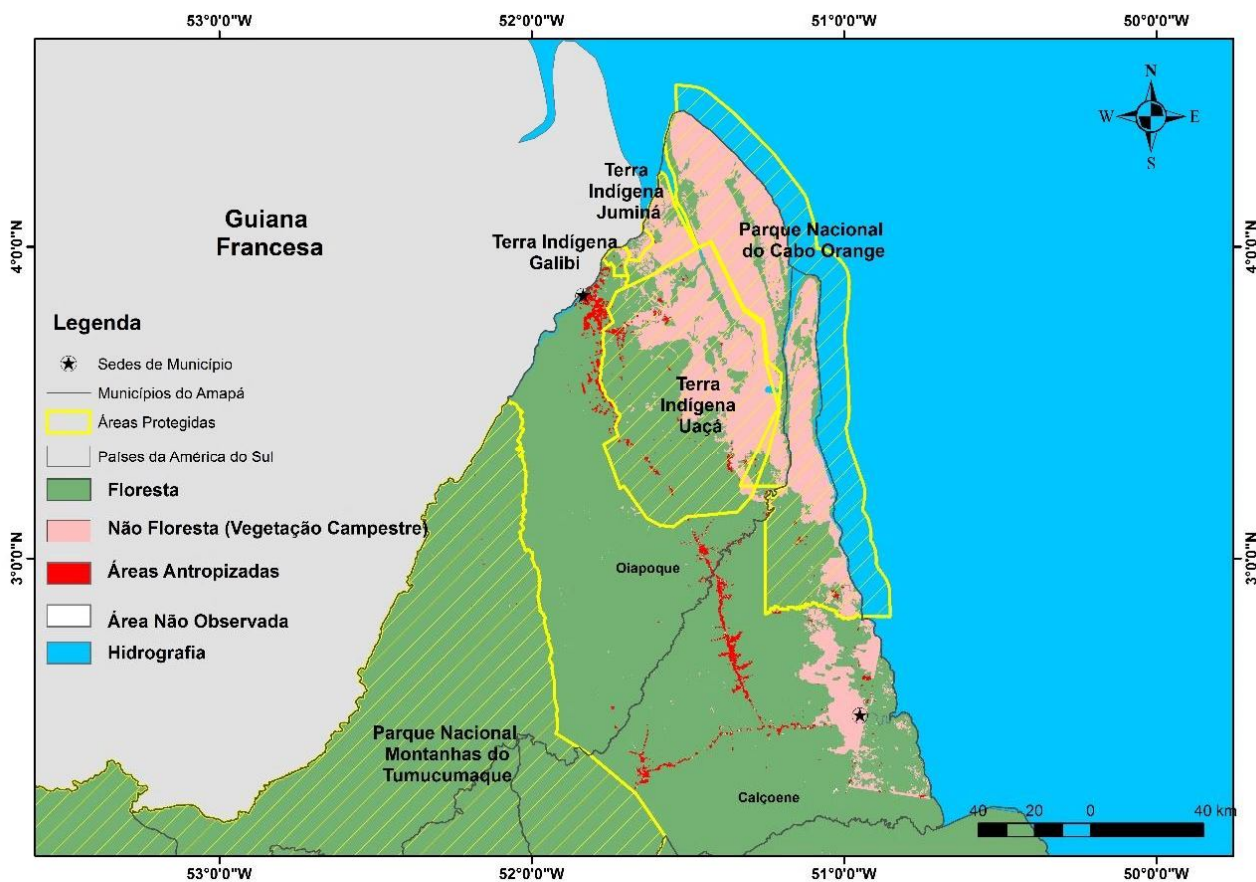 53°0'0"W 52°0'0"W 51°0'0"W 50°0'0"W
N
W E
S
4°0'0"N
3°0'0"N
Guiana
Francesa
Terra
Indígena
Juminá
Terra Indígena
Galibi
Parque Nacional
do Cabo Orange
4°0'0"N
3°0'0"N
Terra
Indígena
Uaçá
Legenda
Sedes de Município
Municípios do Amapá
Áreas Protegidas
Países da América do Sul
Floresta
Não Floresta (Vegetação Campestre)
Áreas Antropizadas
Área Não Observada
Hidrografia
Oiapoque
Parque Nacional
Montanhas do
Tumucumaque
Calçoene
40 20 0 40 km
53°0'0"W 52°0'0"W 51°0'0"W 50°0'0"W